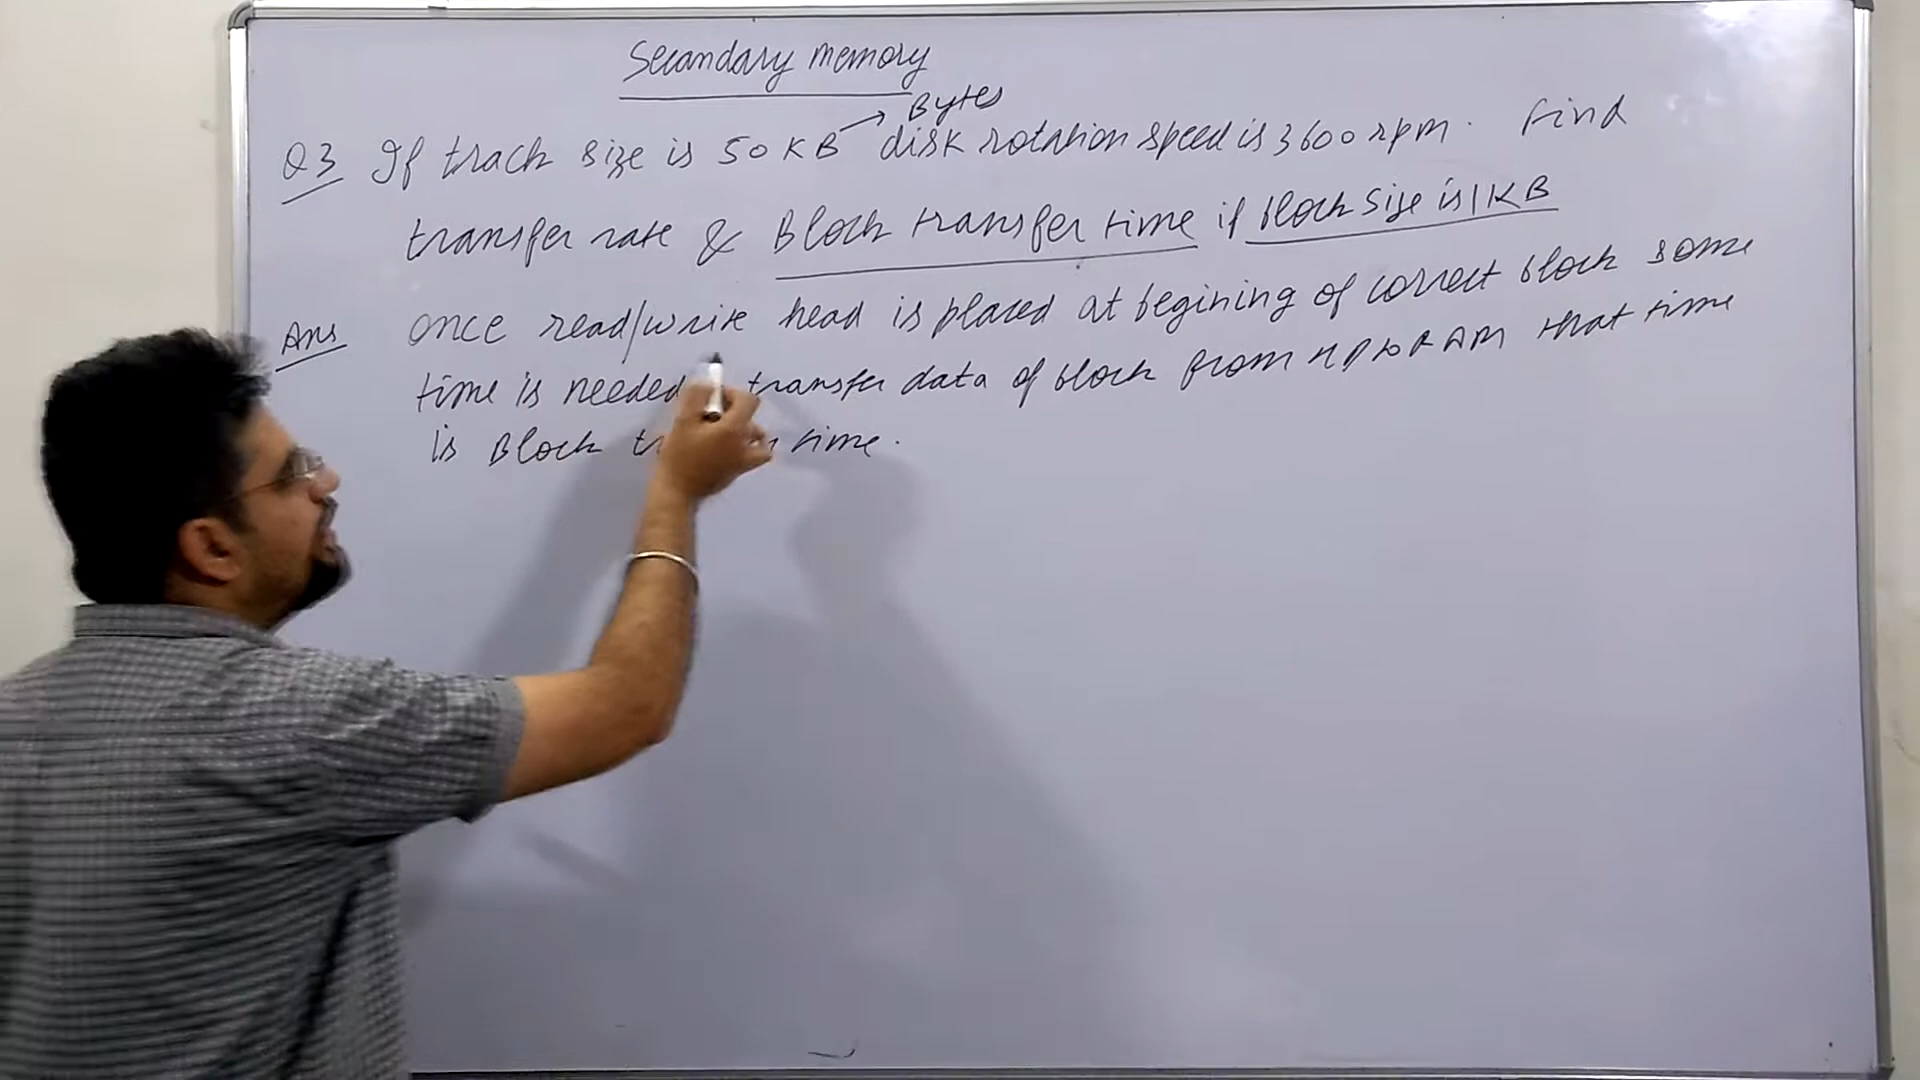 Secondary memory
Bytes
Q3 If track size is 50 KB → disk rotation speed is 3600 rpm. Find
transfer rate & Block transfer time if block size is 1KB
Ans once read/write head is placed at begining of correct block some
time is needed transfer data of block from HD to RAM that time
is Block time.